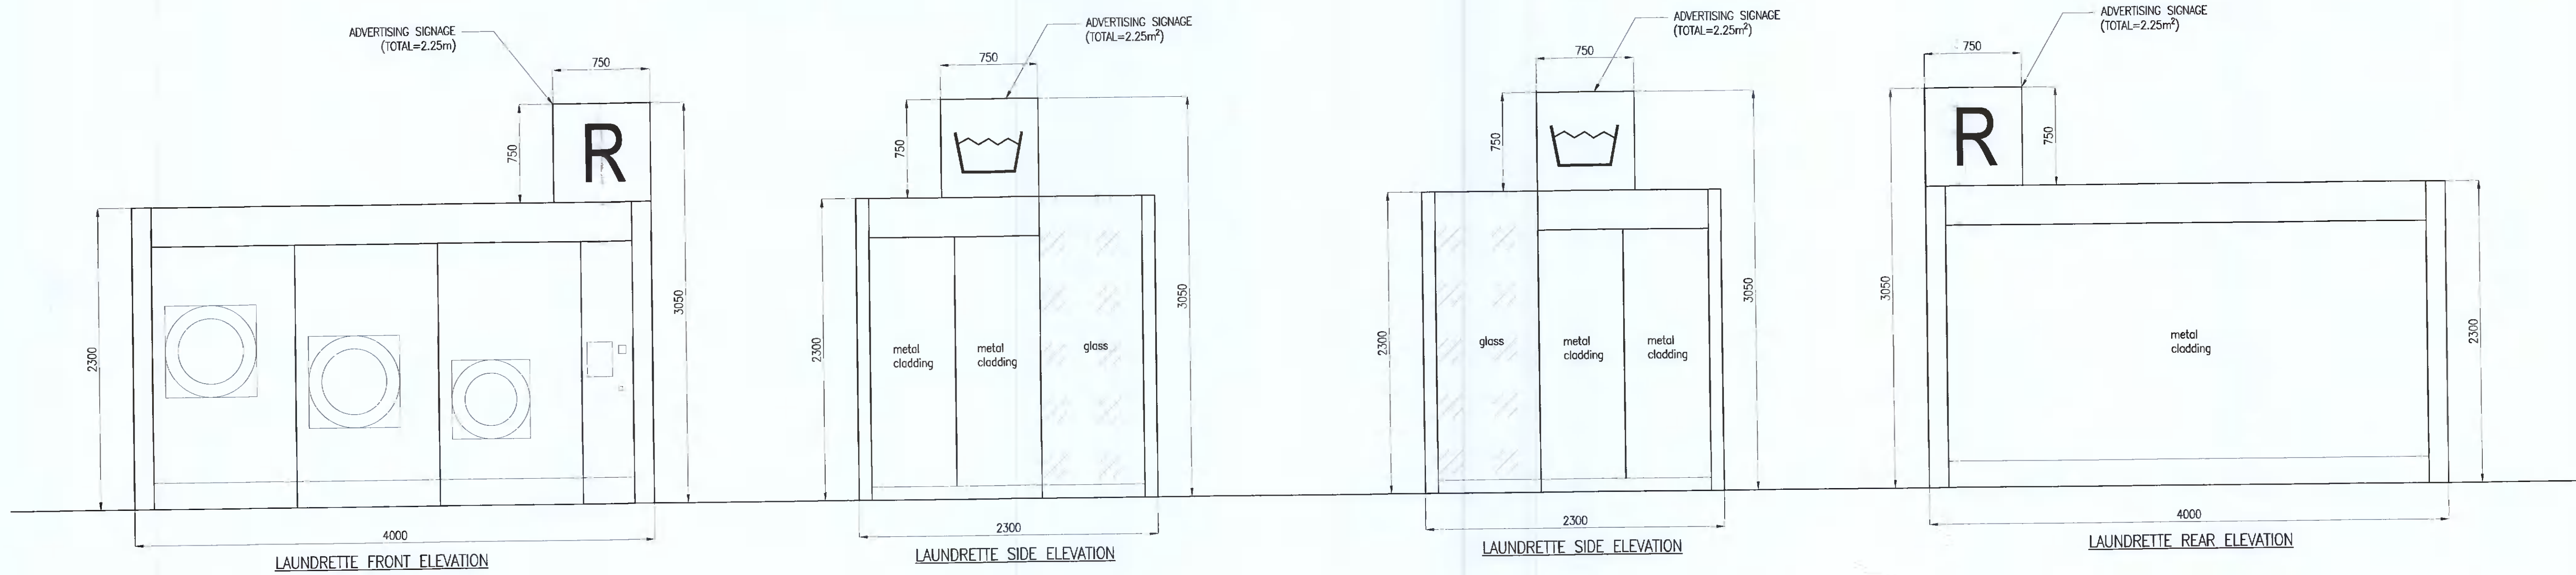 ADVERTISING SIGNAGE
(TOTAL=2.25m)
750
750
R
2300
3050
4000
LAUNDRETTE FRONT ELEVATION
ADVERTISING SIGNAGE
(TOTAL=2.25m²)
750
750
2300
3050
metal
cladding
metal
cladding
glass
2300
LAUNDRETTE SIDE ELEVATION
ADVERTISING SIGNAGE
(TOTAL=2.25m²)
750
750
2300
3050
glass
metal
cladding
metal
cladding
2300
LAUNDRETTE SIDE ELEVATION
ADVERTISING SIGNAGE
(TOTAL=2.25m²)
750
750
R
3050
2300
metal
cladding
4000
LAUNDRETTE REAR ELEVATION